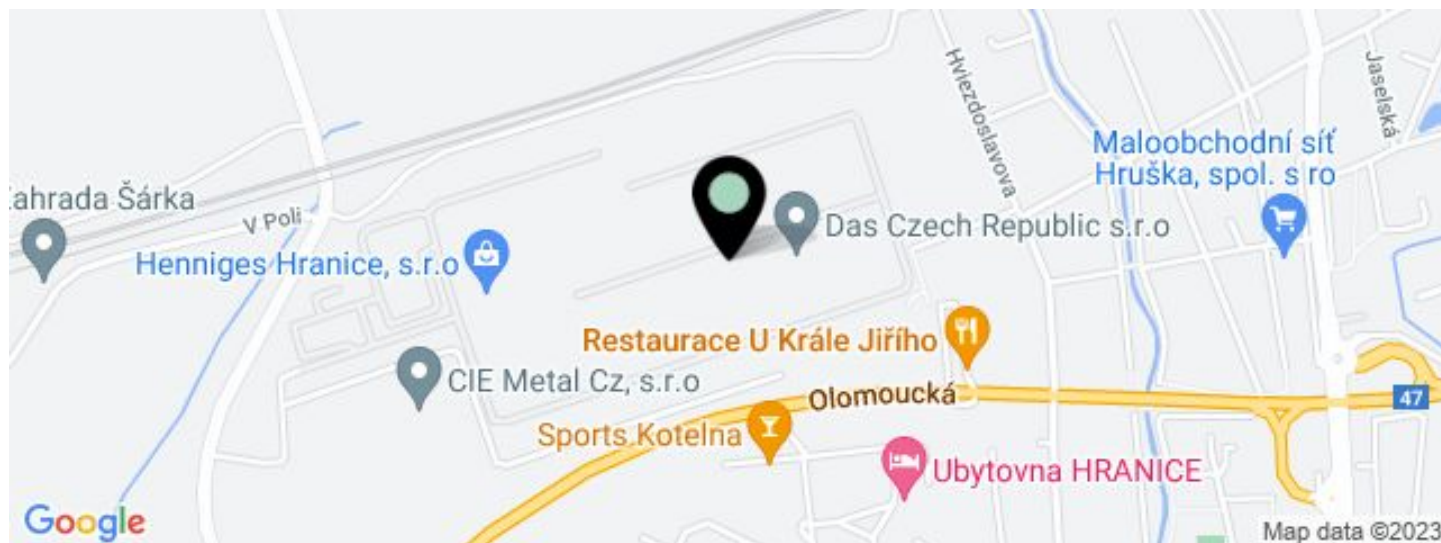 Hviezdoslavova
Jaselská
Maloobchodní síť
Hruška, spol. s ro
ahrada Šárka
V Poli
Das Czech Republic s.r.o
Henniges Hranice, s.r.o
Restaurace U Krále Jiřího
CIE Metal Cz, s.r.o
Olomoucká
47
Sports Kotelna
Ubytovna HRANICE
Google
Map data ©2023